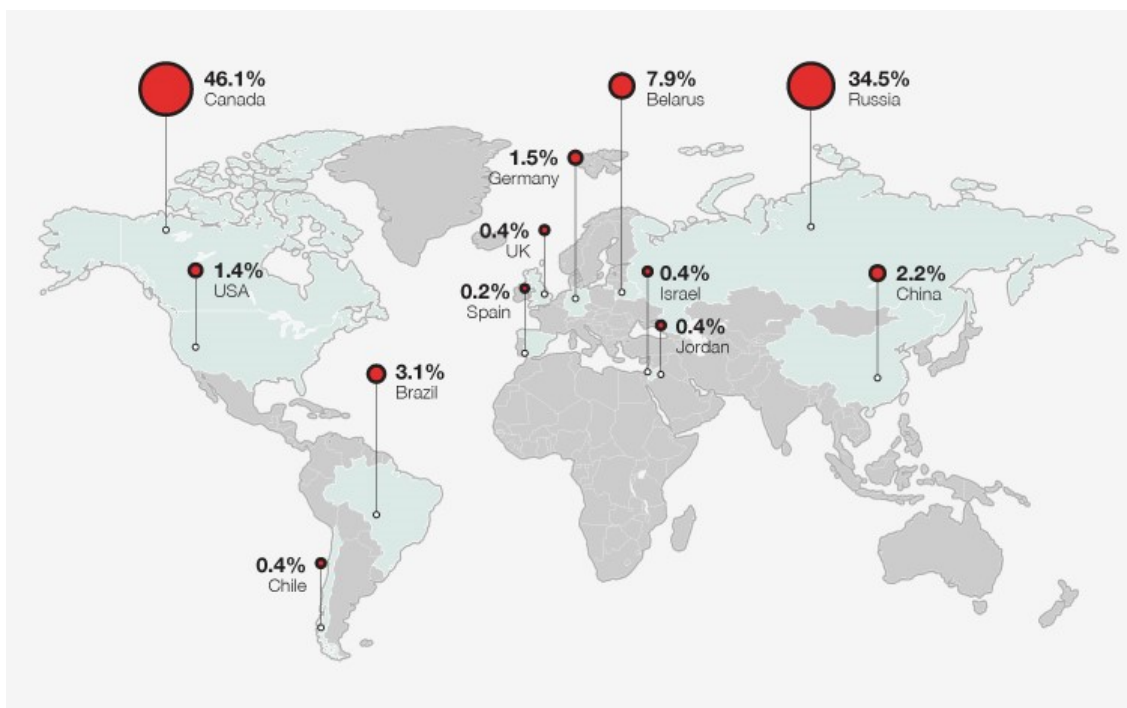 46.1%
Canada
7.9%
Belarus
34.5%
Russia
1.5%
Germany
0.4%
UK
1.4%
USA
0.4%
Israel
2.2%
China
0.2%
Spain
0.4%
Jordan
3.1%
Brazil
0.4%
Chile